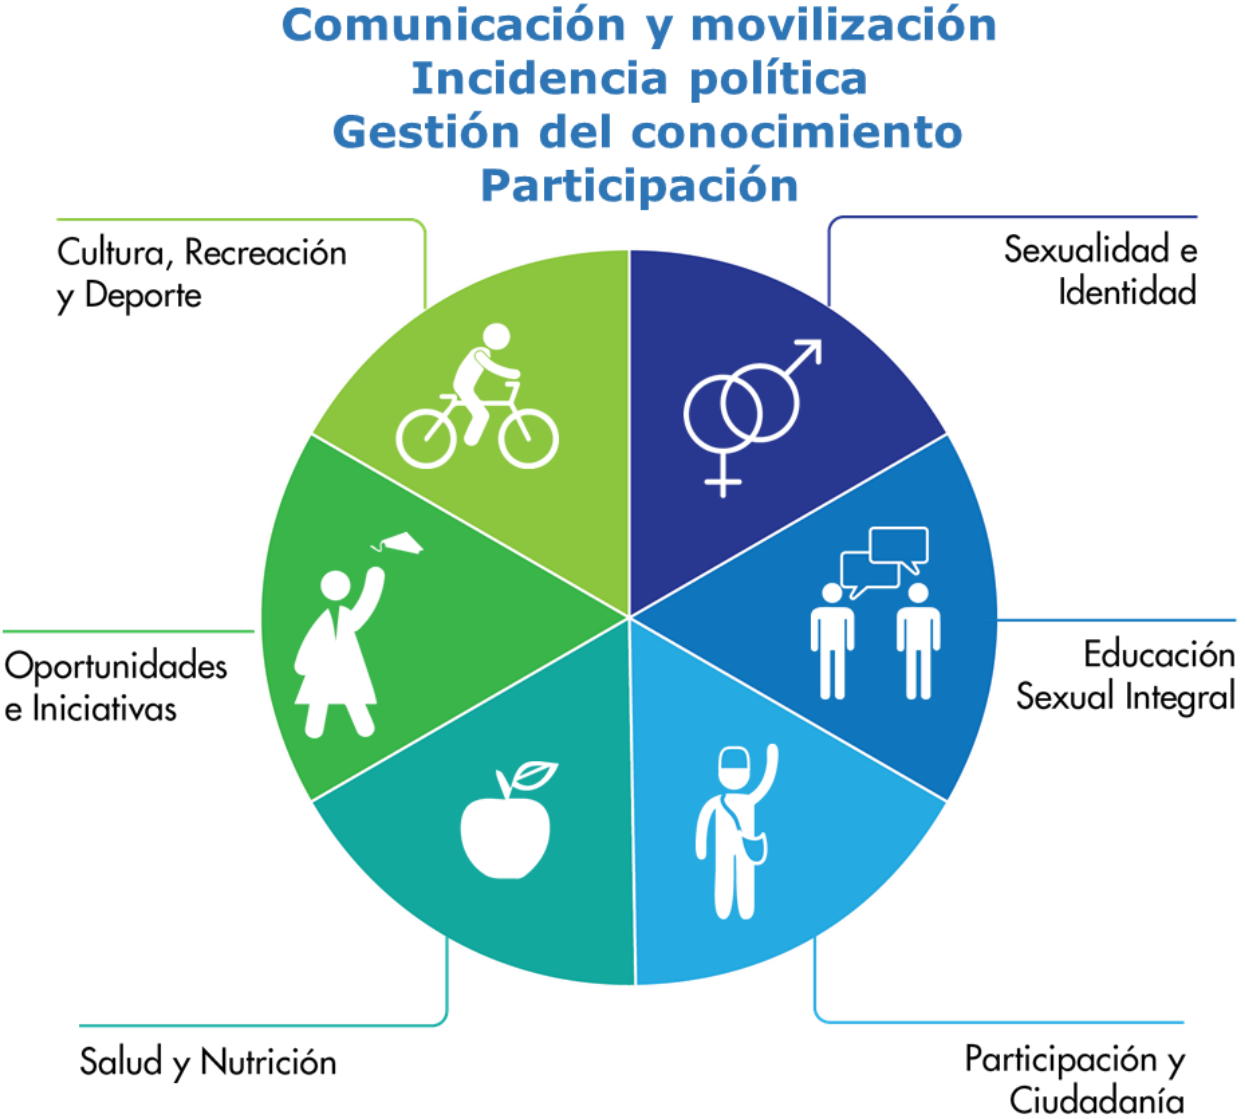 Comunicación y movilización
Incidencia política
Gestión del conocimiento
Participación
Cultura, Recreación
y Deporte
Sexualidad e
Identidad
Oportunidades
e Iniciativas
Educación
Sexual Integral
Salud y Nutrición
Participación y
Ciudadanía